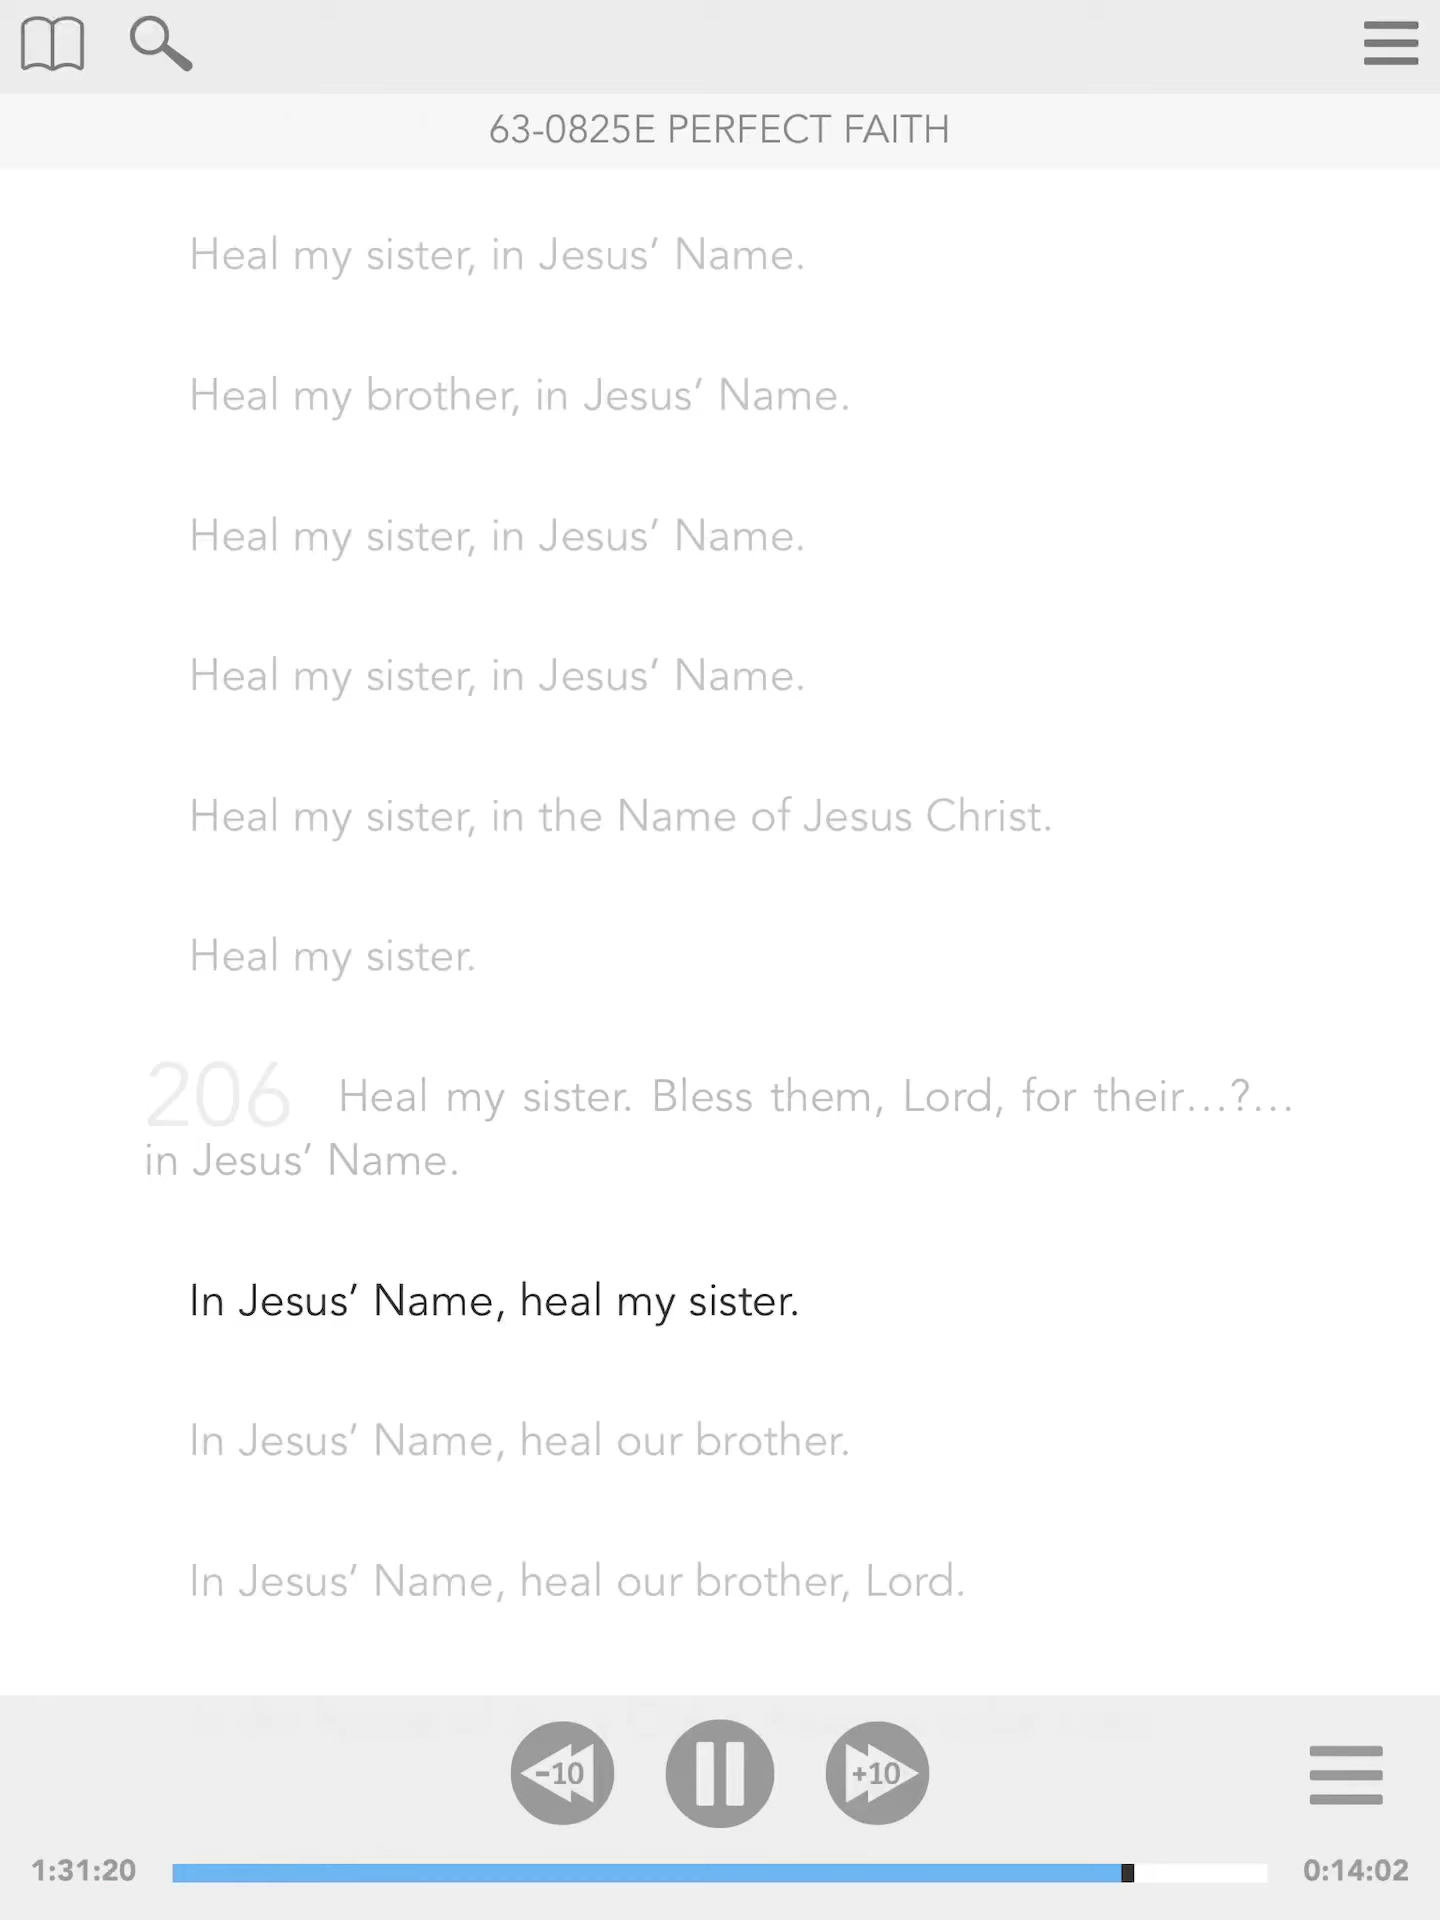 63-0825E PERFECT FAITH
Heal my sister, in Jesus’ Name.
Heal my brother, in Jesus’ Name.
Heal my sister, in Jesus’ Name.
Heal my sister, in Jesus’ Name.
Heal my sister, in the Name of Jesus Christ.
Heal my sister.
206 Heal my sister. Bless them, Lord, for their…?…
in Jesus’ Name.
In Jesus’ Name, heal my sister.
In Jesus’ Name, heal our brother.
In Jesus’ Name, heal our brother, Lord.
-10 +10
1:31:20 0:14:02